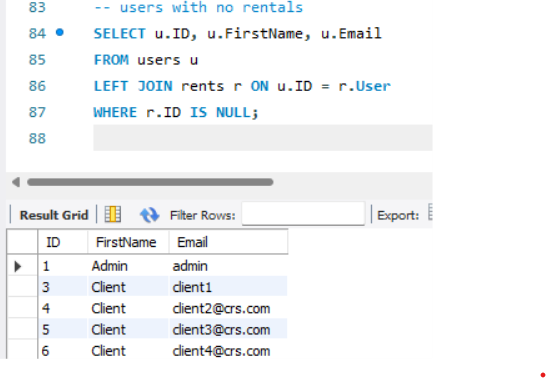 83 -- users with no rentals
84 SELECT u.ID, u.FirstName, u.Email
85 FROM users u
86 LEFT JOIN rents r ON u.ID = r.User
87 WHERE r.ID IS NULL;
88
Result Grid Filter Rows: Export:
ID FirstName Email
1 Admin admin
3 Client client1
4 Client client2@crs.com
5 Client client3@crs.com
6 Client client4@crs.com